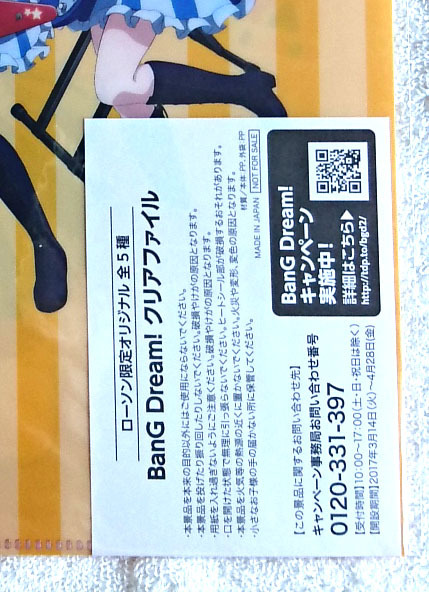 ローソン限定オリジナル 全5種
BanG Dream! クリアファイル
・本景品を本来の目的以外にはご使用にならないでください。
・本景品を投げたり振り回したりしないでください。破損やけがの原因となります。
・用紙を入れ過ぎないようにご注意ください。破損やけがの原因となります。
・口を開けた状態で無理に引っ張らないでください。ヒートシール部が破損するおそれがあります。
・本景品を火気等の熱源の近くに置かないでください。火災や変形、変色の原因となります。
・小さなお子様の手の届かない所に保管してください。
材質/本体:PP、外袋:PP
MADE IN JAPAN NOT FOR SALE
【この景品に関するお問い合わせ先】
キャンペーン事務局お問い合わせ番号
0120-331-397
【受付時間】10:00〜17:00(土・日・祝日は除く)
【開設期間】2017年3月14日(火)〜4月28日(金)
BanG Dream!
キャンペーン
実施中!
詳細はこちら▶
http://tdp.to/bgd2/